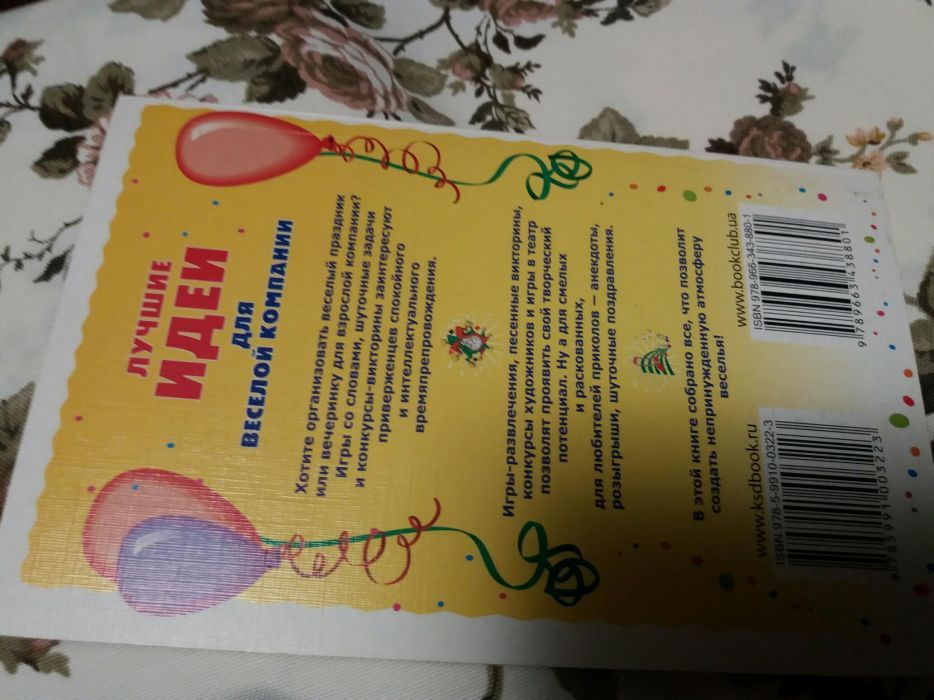 ЛУЧШИЕ
ИДЕИ
ДЛЯ
ВЕСЕЛОЙ КОМПАНИИ
Хотите организовать веселый праздник
или вечеринку для взрослой компании?
Игры со словами, шуточные задачи
и конкурсы-викторины заинтересуют
приверженцев спокойного
и интеллектуального
времяпрепровождения.
Игры-развлечения, песенные викторины,
конкурсы художников и игры в театр
позволят проявить свой творческий
потенциал. Ну а для смелых
и раскованных,
для любителей приколов — анекдоты,
розыгрыши, шуточные поздравления.
В этой книге собрано все, что позволит
создать непринужденную атмосферу
веселья!
www.ksdbook.ru
ISBN 978-5-9910-0322-3
9785991003223
www.bookclub.ua
ISBN 978-966-343-880-1
9789663438801